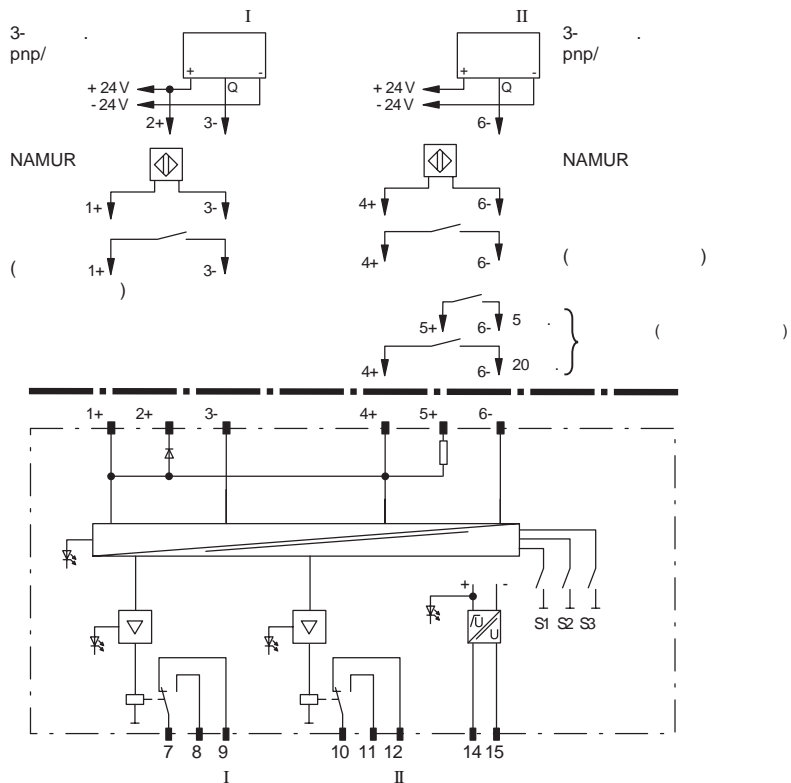 I II
3- . 3- .
pnp/ pnp/
+ - + -
+ 24 V Q + 24 V Q
- 24 V - 24 V
2+ 3- 6-
NAMUR NAMUR
1+ 3- 4+ 6-
1+ 3- 4+ 6-
( ) ( )
5+ 6- 5 . ( )
4+ 6- 20 .
1+ 2+ 3- 4+ 5+ 6-
+ -
U
U
S1 S2 S3
7 8 9 10 11 12 14 15
I II